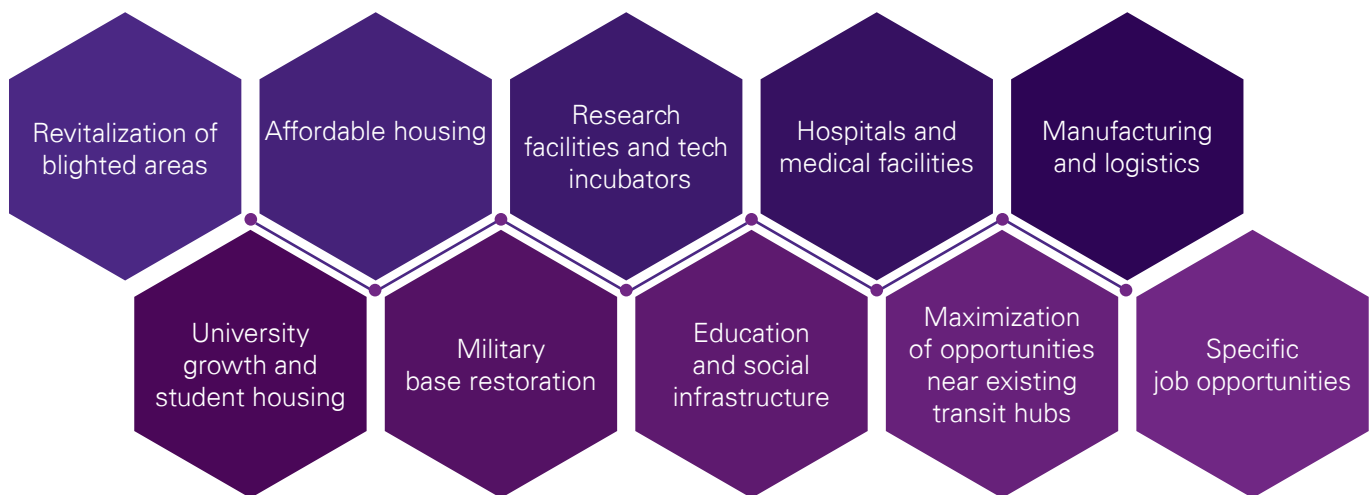 Revitalization of
blighted areas
Affordable housing
Research
facilities and tech
incubators
Hospitals and
medical facilities
Manufacturing
and logistics
University
growth and
student housing
Military
base restoration
Education
and social
infrastructure
Maximization
of opportunities
near existing
transit hubs
Specific
job opportunities